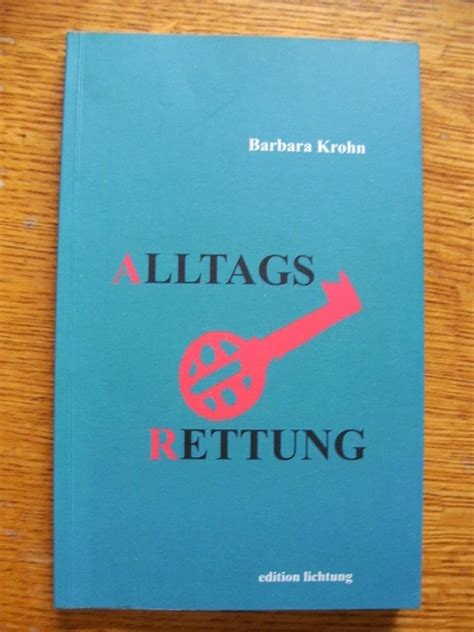 Barbara Krohn
ALLTAGS
RETTUNG
edition lichtung